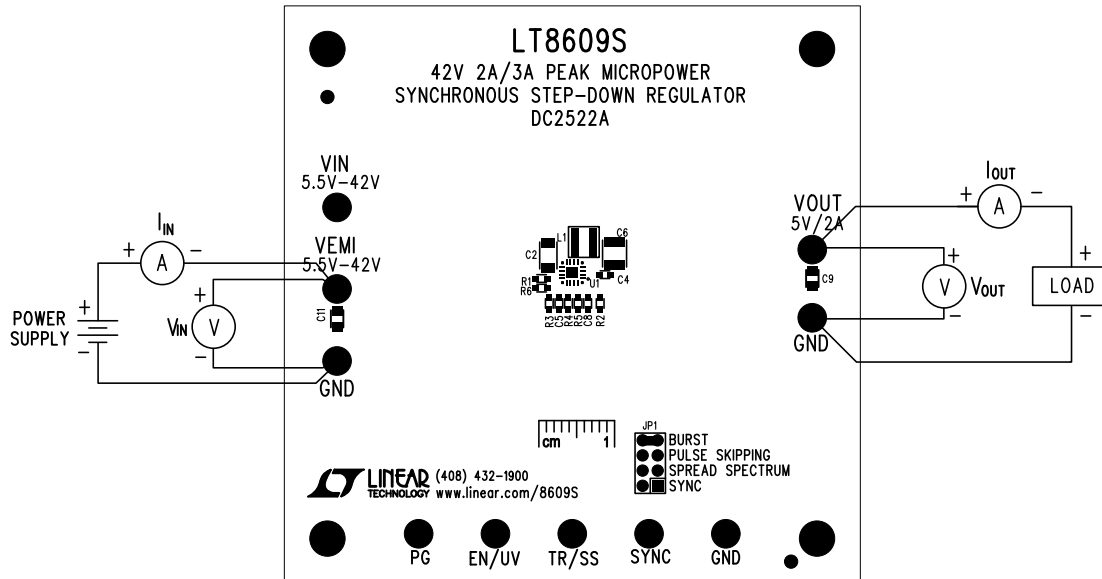 LT8609S
42V 2A/3A PEAK MICROPOWER
SYNCHRONOUS STEP-DOWN REGULATOR
DC2522A
VIN
5.5V-42V
VEMI
5.5V-42V
C11
GND
IIN
+ A -
+
POWER
SUPPLY
-
+
VIN V
-
L1
C6
C2
C4
U1
R1
R6
R3
C5
R4
R5
C8
R2
VOUT
5V/2A
C9
GND
IOUT
+ A -
+
V VOUT
-
+
LOAD
-
cm 1
JP1
BURST
PULSE SKIPPING
SPREAD SPECTRUM
SYNC
LINEAR (408) 432-1900
TECHNOLOGY www.linear.com/8609S
PG
EN/UV
TR/SS
SYNC
GND